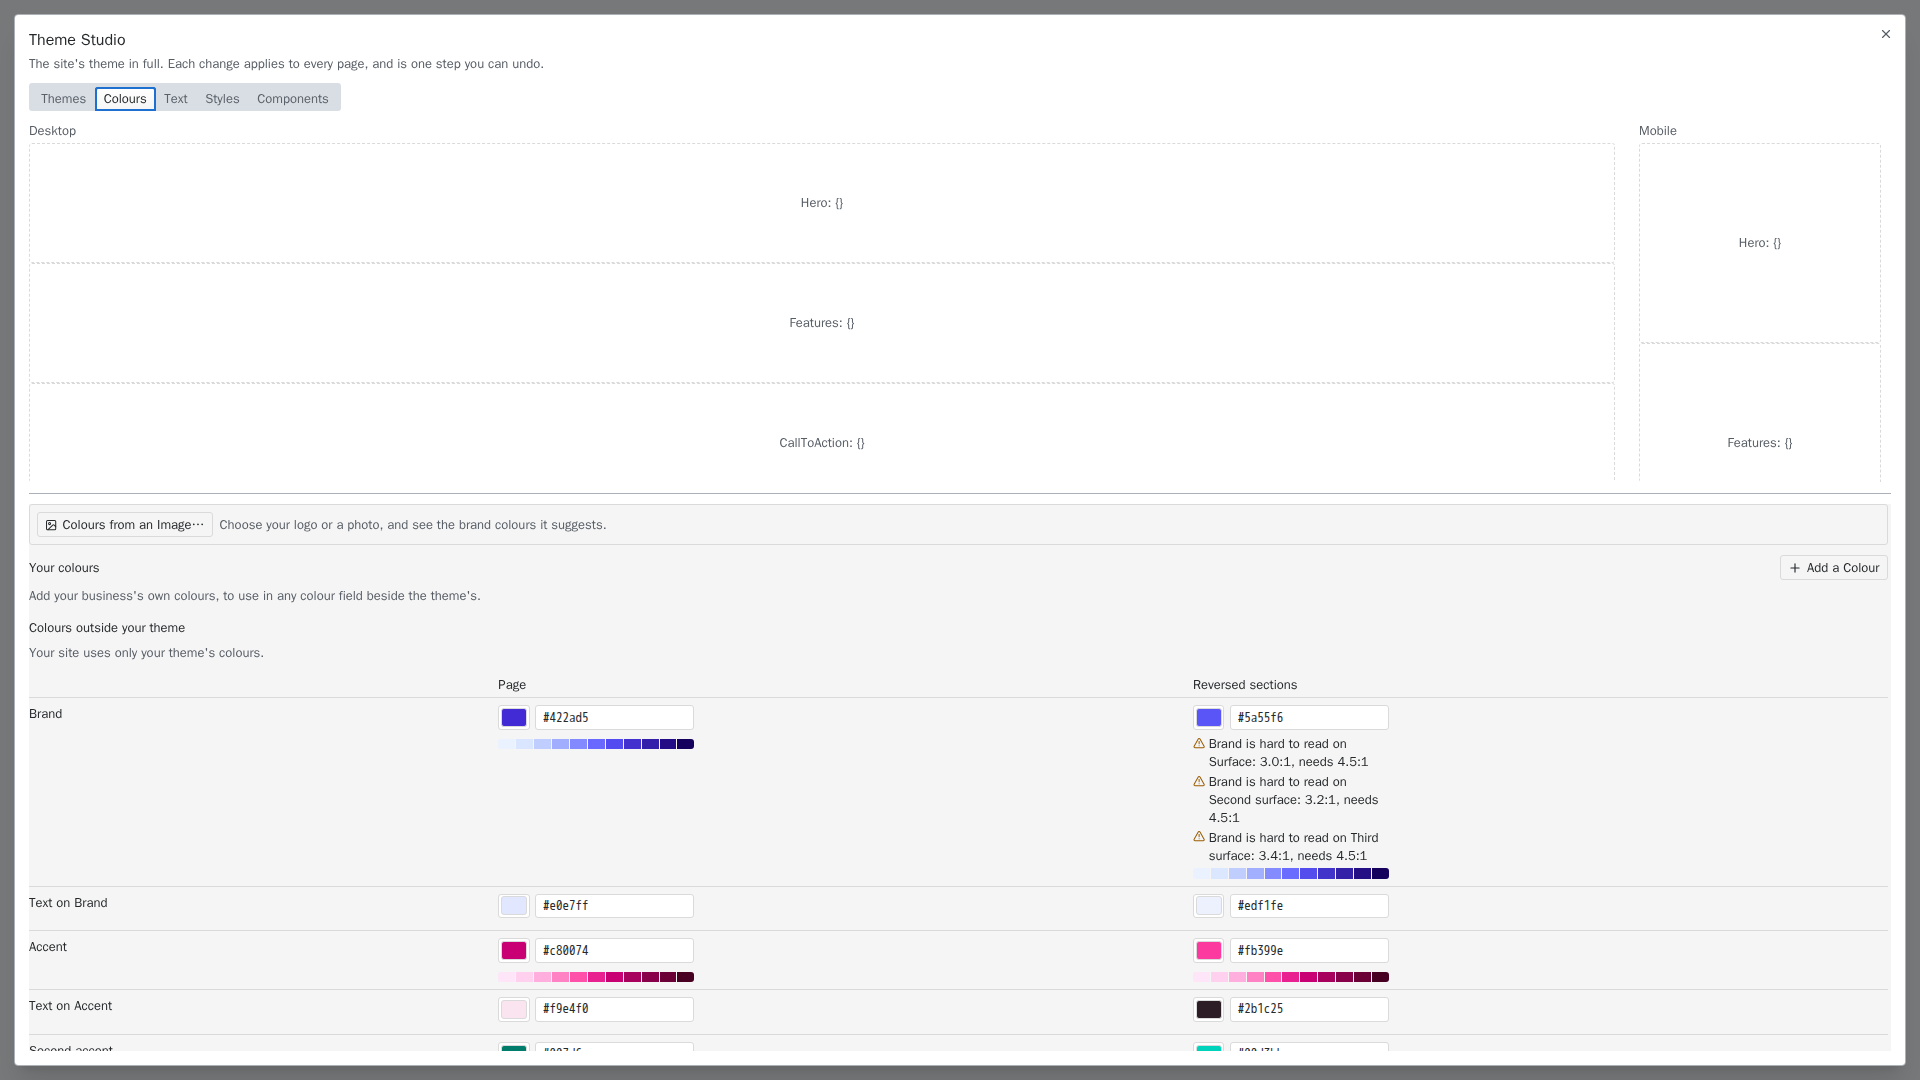 Theme Studio
The site's theme in full. Each change applies to every page, and is one step you can undo.
Themes Colours Text Styles Components
Desktop
Mobile
Hero: {}
Hero: {}
Features: {}
CallToAction: {}
Features: {}
Colours from an Image… Choose your logo or a photo, and see the brand colours it suggests.
Your colours
Add a Colour
Add your business's own colours, to use in any colour field beside the theme's.
Colours outside your theme
Your site uses only your theme's colours.
Page Reversed sections
Brand #422ad5 #5a55f6
Brand is hard to read on
Surface: 3.0:1, needs 4.5:1
Brand is hard to read on
Second surface: 3.2:1, needs
4.5:1
Brand is hard to read on Third
surface: 3.4:1, needs 4.5:1
Text on Brand #e0e7ff #edf1fe
Accent #c80074 #fb399e
Text on Accent #f9e4f0 #2b1c25
Second accent